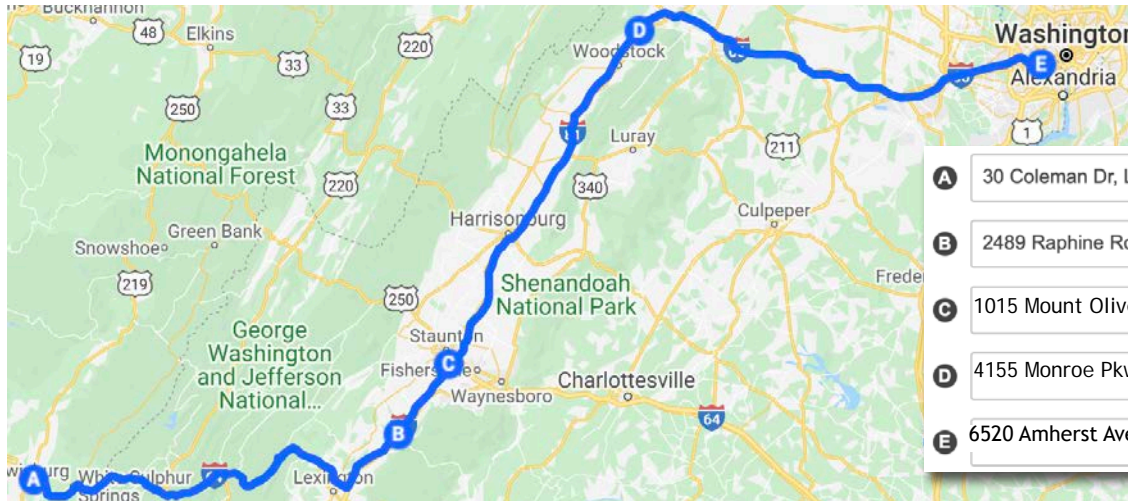 Buckhannon
48
Elkins
220
19
33
250
33
Woodstock
D
Washington
E
Alexandria
1
211
Luray
340
Monongahela
National Forest
220
Snowshoe
Green Bank
Harrisonburg
Culpeper
219
250
Shenandoah
National Park
George
Washington
and Jefferson
National...
Staunton
C
Waynesboro
Charlottesville
64
B
A
White Sulphur
Springs
Lexington
A 30 Coleman Dr, L
B 2489 Raphine Ro
C 1015 Mount Olive
D 4155 Monroe Pkw
E 6520 Amherst Ave